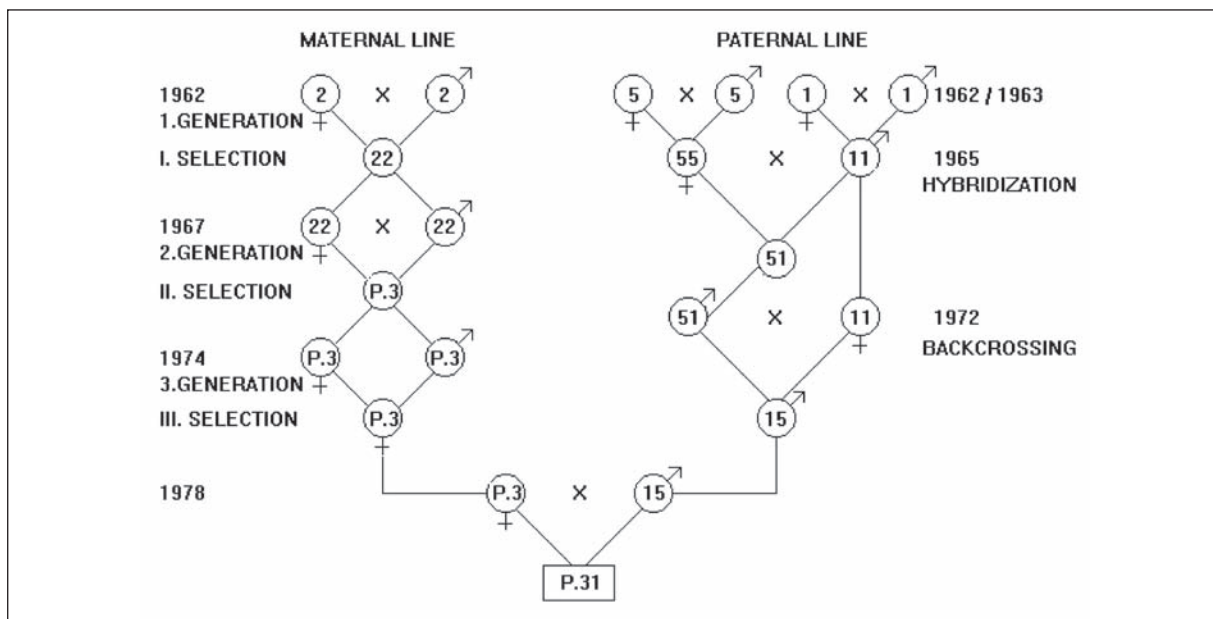 MATERNAL LINE PATERNAL LINE
1962 2 ♀ X 2 ♂ 5 ♀ X 5 ♂ 1 ♀ X 1 ♂ 1962 / 1963
1.GENERATION
I. SELECTION 22 55 ♀ X 11 ♂ 1965
HYBRIDIZATION
1967 22 ♀ X 22 ♂
2.GENERATION 51
II. SELECTION P.3
51 ♂ X 11 ♀ 1972
1974 P.3 ♀ P.3 ♂ BACKCROSSING
3.GENERATION
III. SELECTION P.3 ♀ 15 ♂
1978 P.3 ♀ X 15 ♂
P.31